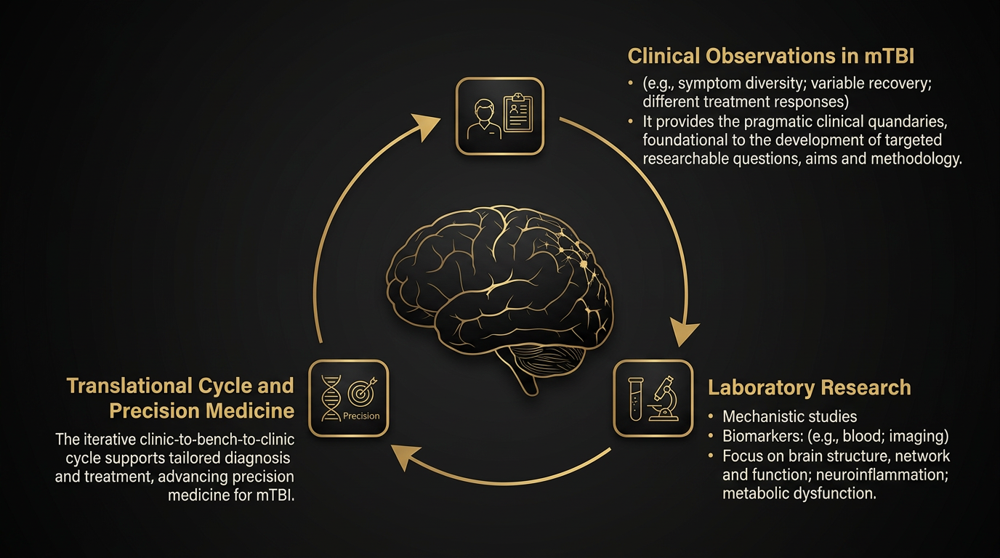 Clinical Observations in mTBI
• (e.g., symptom diversity; variable recovery;
different treatment responses)
• It provides the pragmatic clinical quandaries,
foundational to the development of targeted
researchable questions, aims and methodology.
Translational Cycle and
Precision Medicine
The iterative clinic-to-bench-to-clinic
cycle supports tailored diagnosis
and treatment, advancing precision
medicine for mTBI.
Precision
Laboratory Research
• Mechanistic studies
• Biomarkers: (e.g., blood; imaging)
• Focus on brain structure, network
and function; neuroinflammation;
metabolic dysfunction.